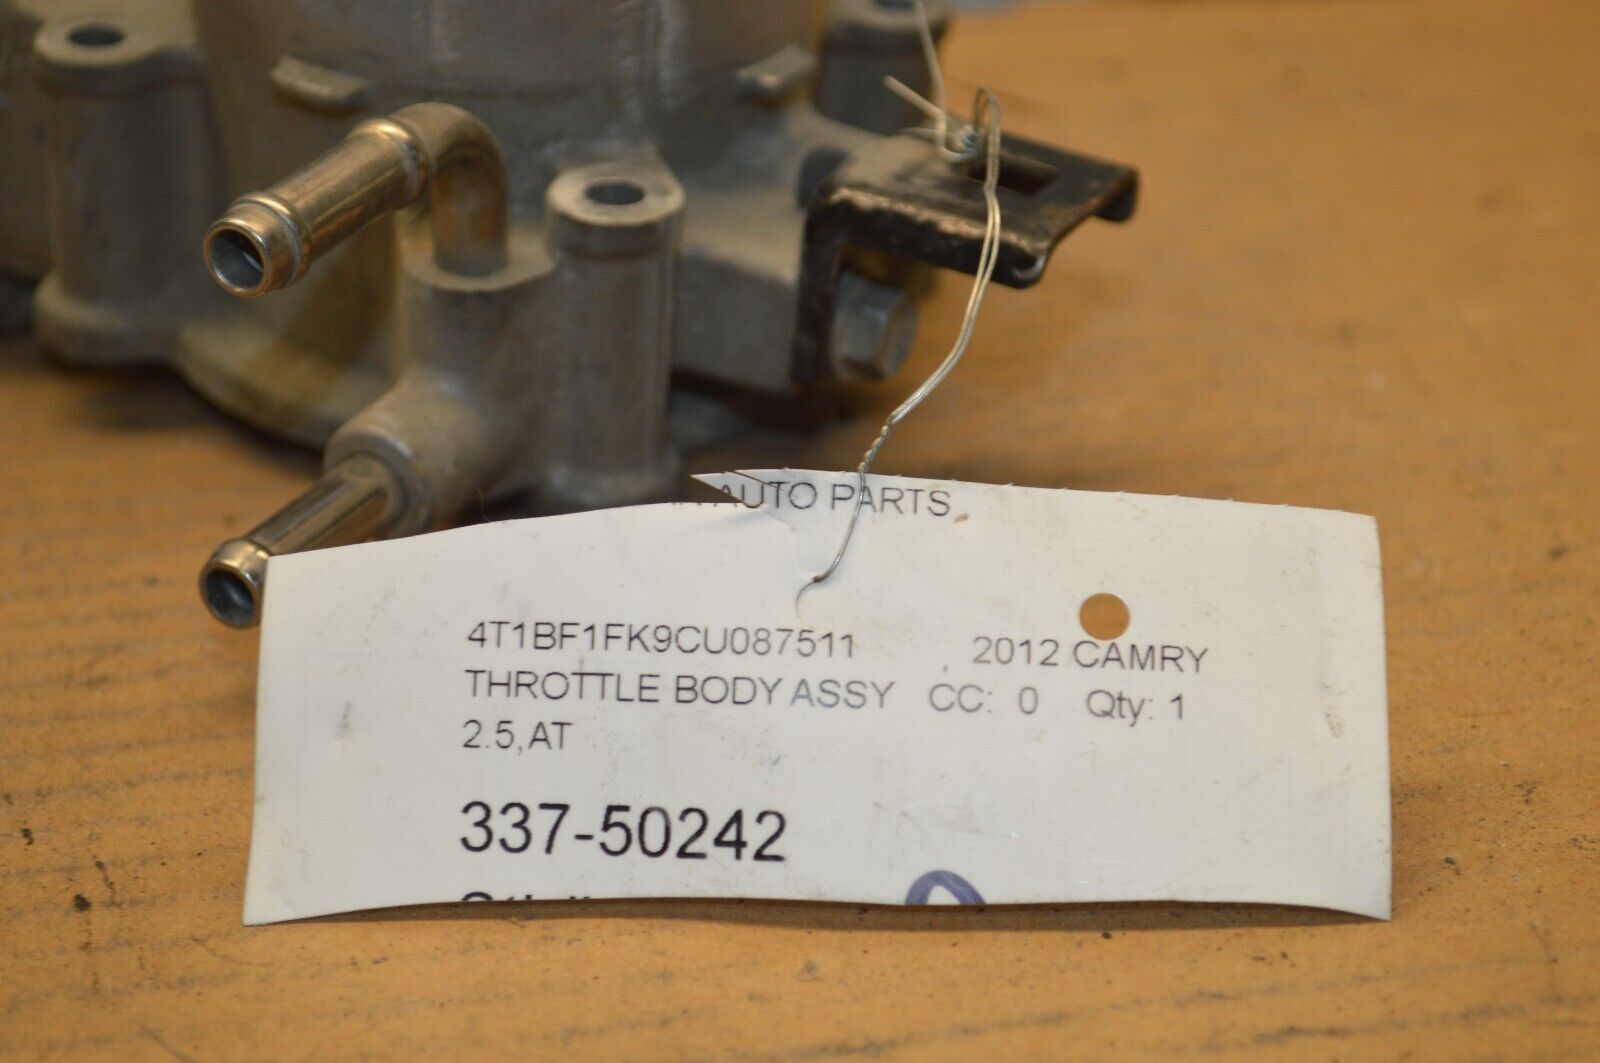 AUTO PARTS
4T1BF1FK9CU087511 , 2012 CAMRY
THROTTLE BODY ASSY CC: 0 Qty: 1
2.5,AT
337-50242